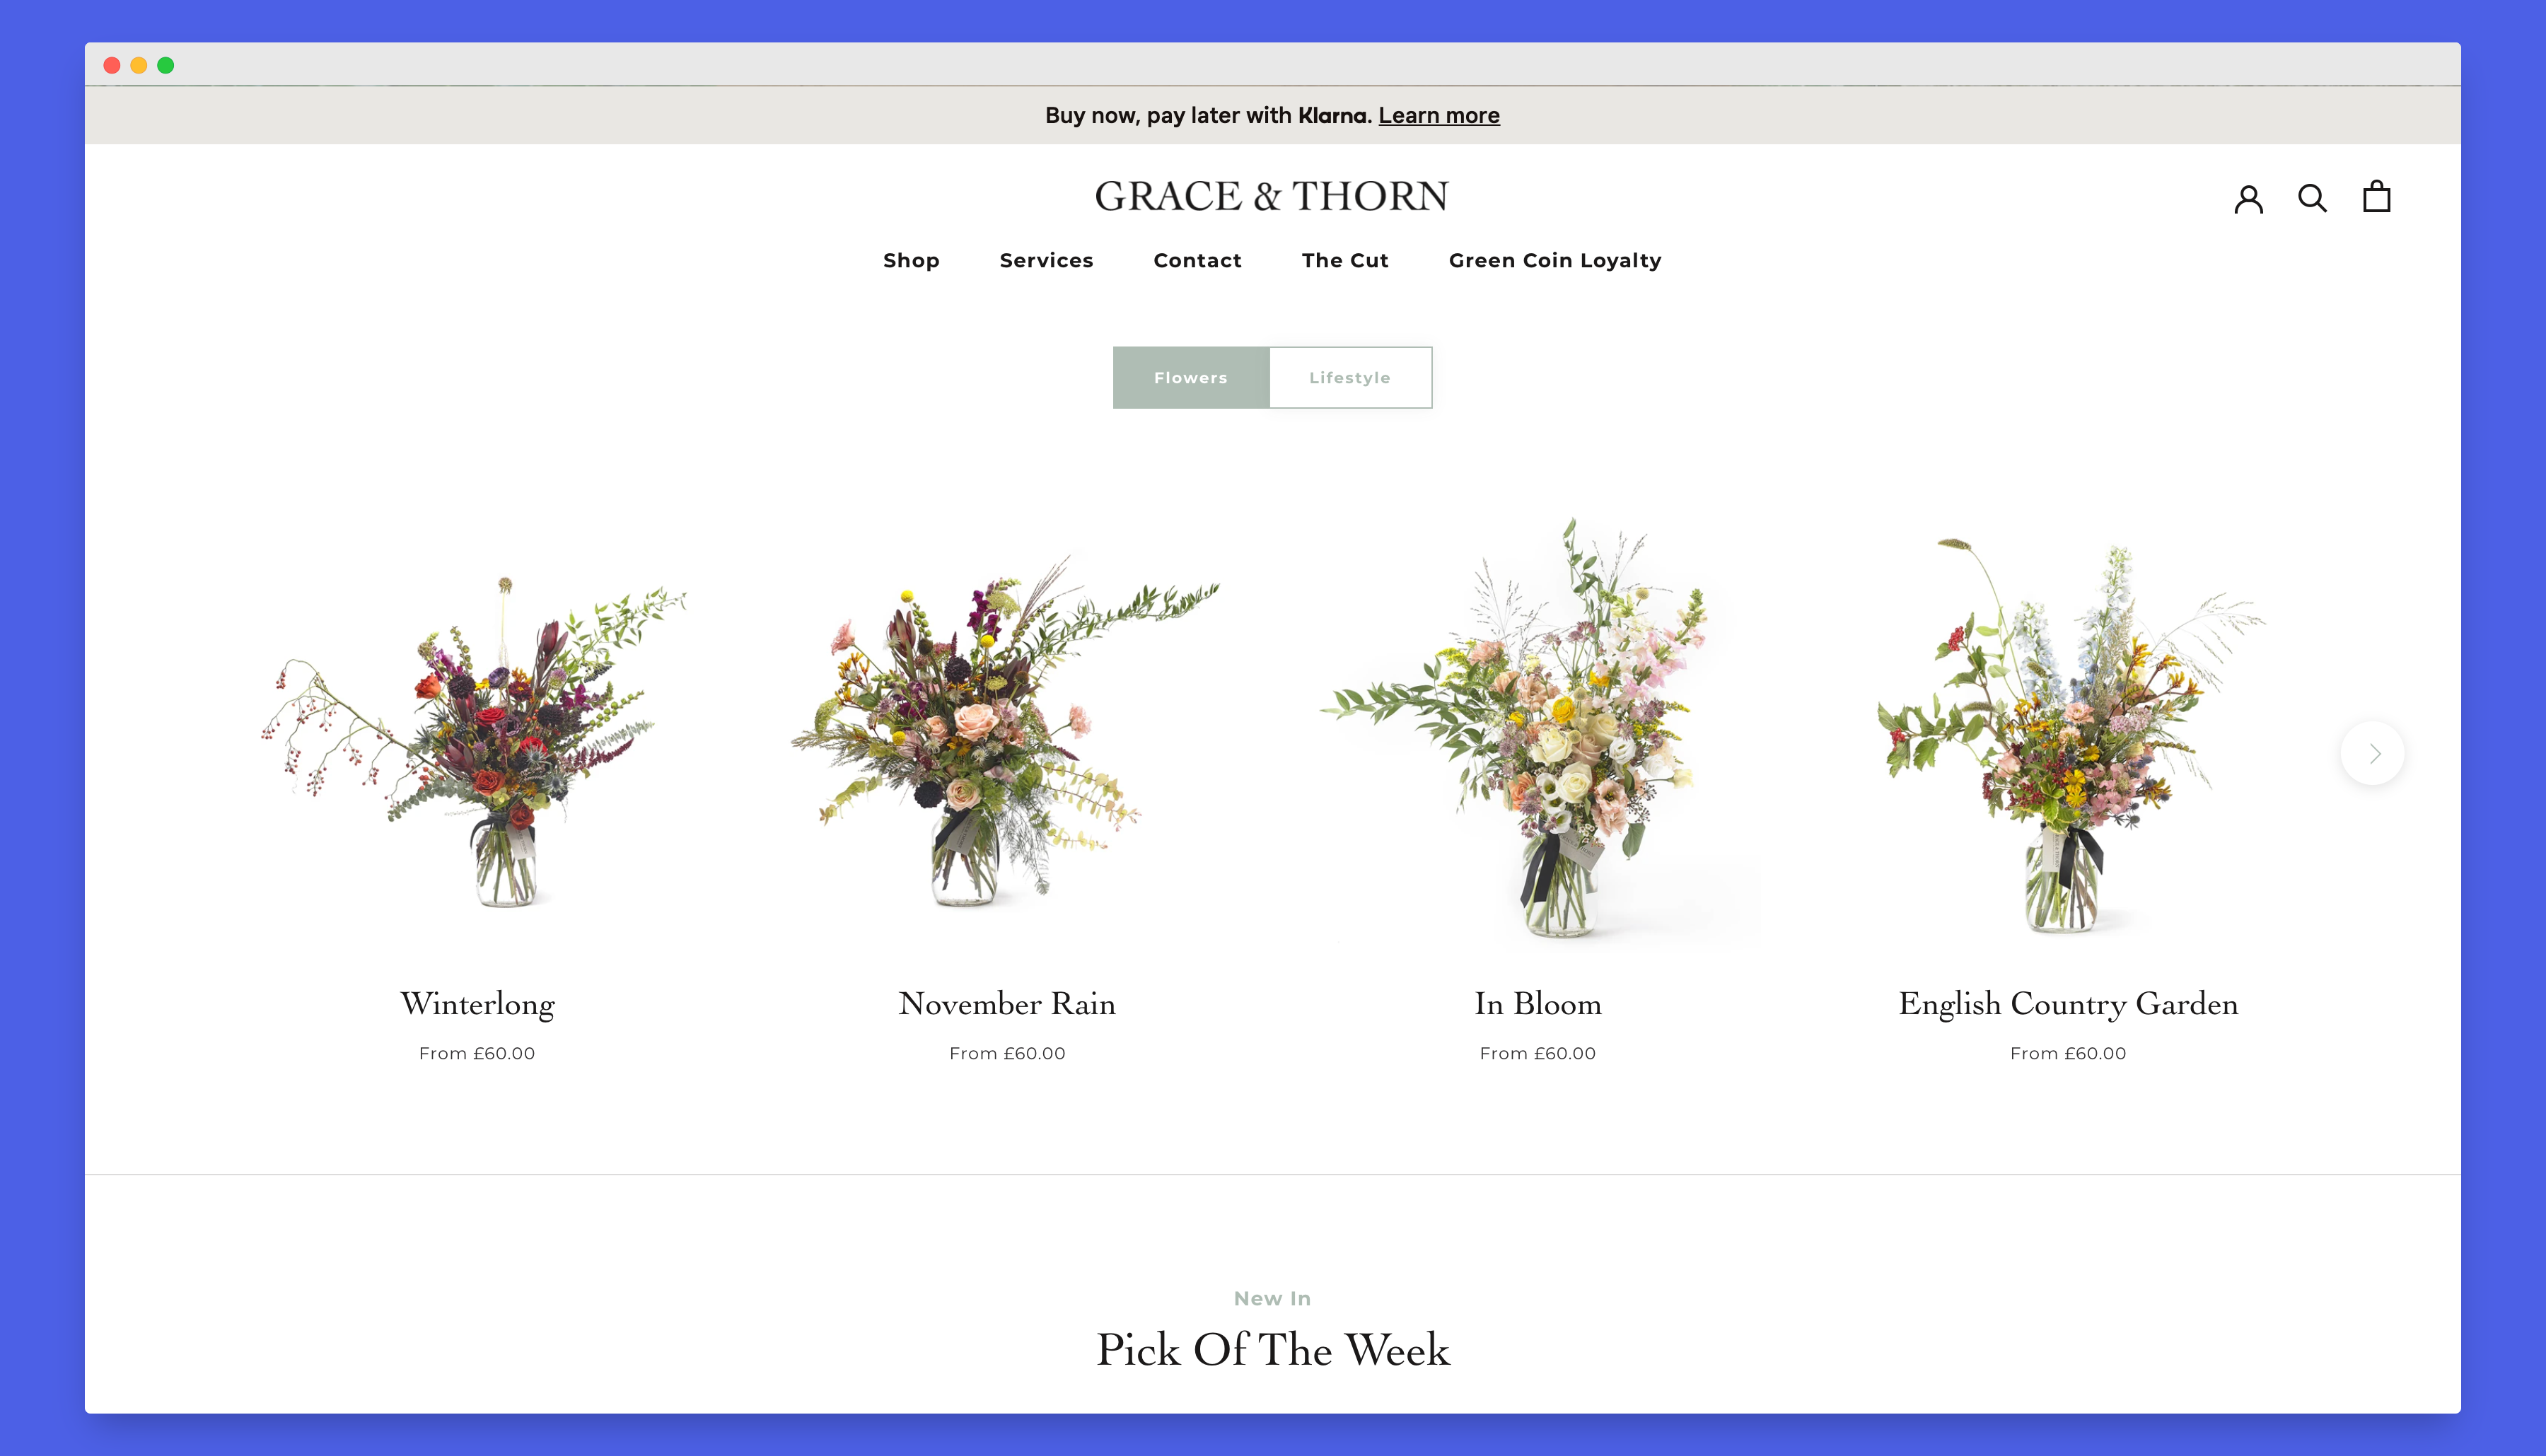 Buy now, pay later with Klarna. Learn more
GRACE & THORN
Shop Services Contact The Cut Green Coin Loyalty
Flowers Lifestyle
Winterlong November Rain In Bloom English Country Garden
From £60.00 From £60.00 From £60.00 From £60.00
New In
Pick Of The Week